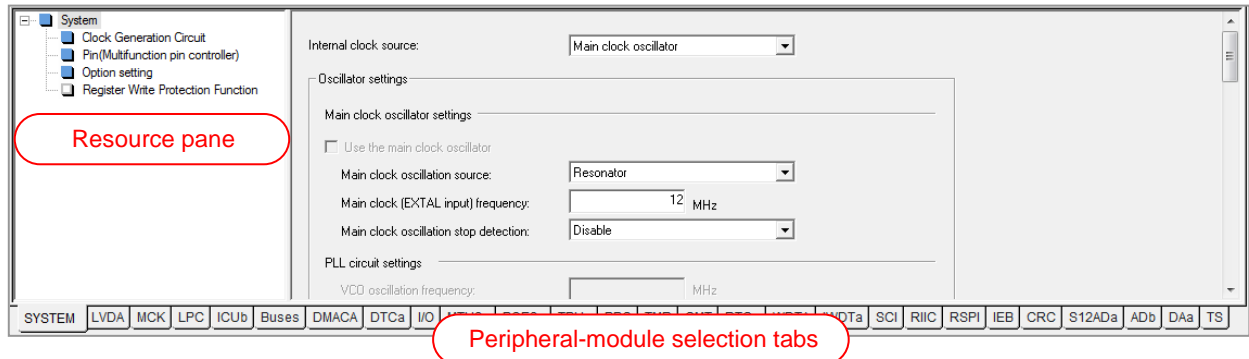 System
Clock Generation Circuit
Pin(Multifunction pin controller)
Option setting
Register Write Protection Function
Resource pane
Internal clock source: Main clock oscillator
Oscillator settings
Main clock oscillator settings
Use the main clock oscillator
Main clock oscillation source: Resonator
Main clock (EXTAL input) frequency: 12 MHz
Main clock oscillation stop detection: Disable
PLL circuit settings
VCO oscillation frequency: MHz
SYSTEM LVDA MCK LPC ICUb Buses DMACA DTCa I/O SCI RIIC RSPI IEB CRC S12ADa ADb DAa TS
Peripheral-module selection tabs